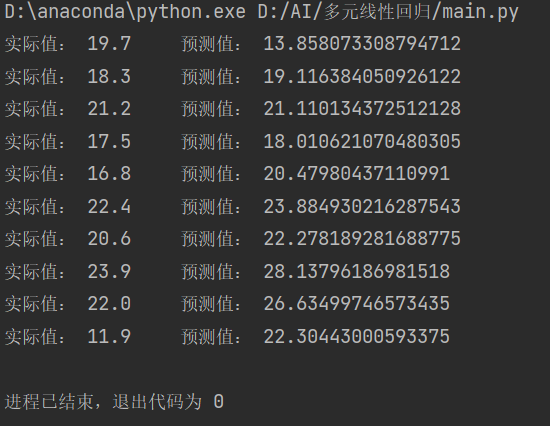 D:\anaconda\python.exe D:/AI/多元线性回归/main.py
实际值： 19.7 预测值： 13.858073308794712
实际值： 18.3 预测值： 19.116384050926122
实际值： 21.2 预测值： 21.110134372512128
实际值： 17.5 预测值： 18.010621070480305
实际值： 16.8 预测值： 20.47980437110991
实际值： 22.4 预测值： 23.884930216287543
实际值： 20.6 预测值： 22.278189281688775
实际值： 23.9 预测值： 28.13796186981518
实际值： 22.0 预测值： 26.63499746573435
实际值： 11.9 预测值： 22.30443000593375
进程已结束，退出代码为 0